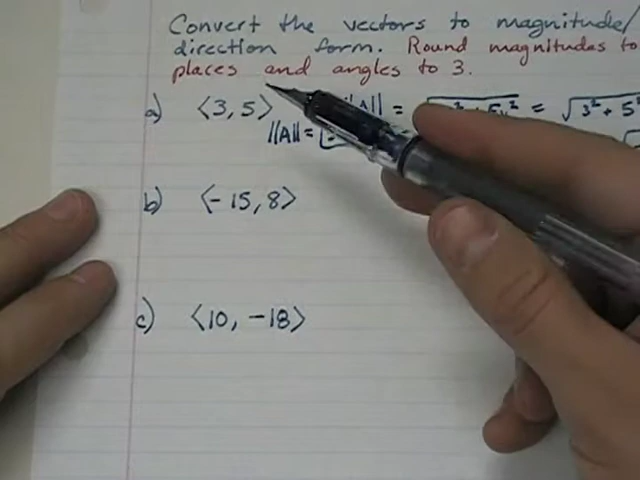 Convert the vectors to magnitude/
direction form. Round magnitudes to
places and angles to 3.
a) ⟨3,5⟩ ‖A‖ = = √3² + 5²
‖A‖ =
b) ⟨-15,8⟩
c) ⟨10, -18⟩